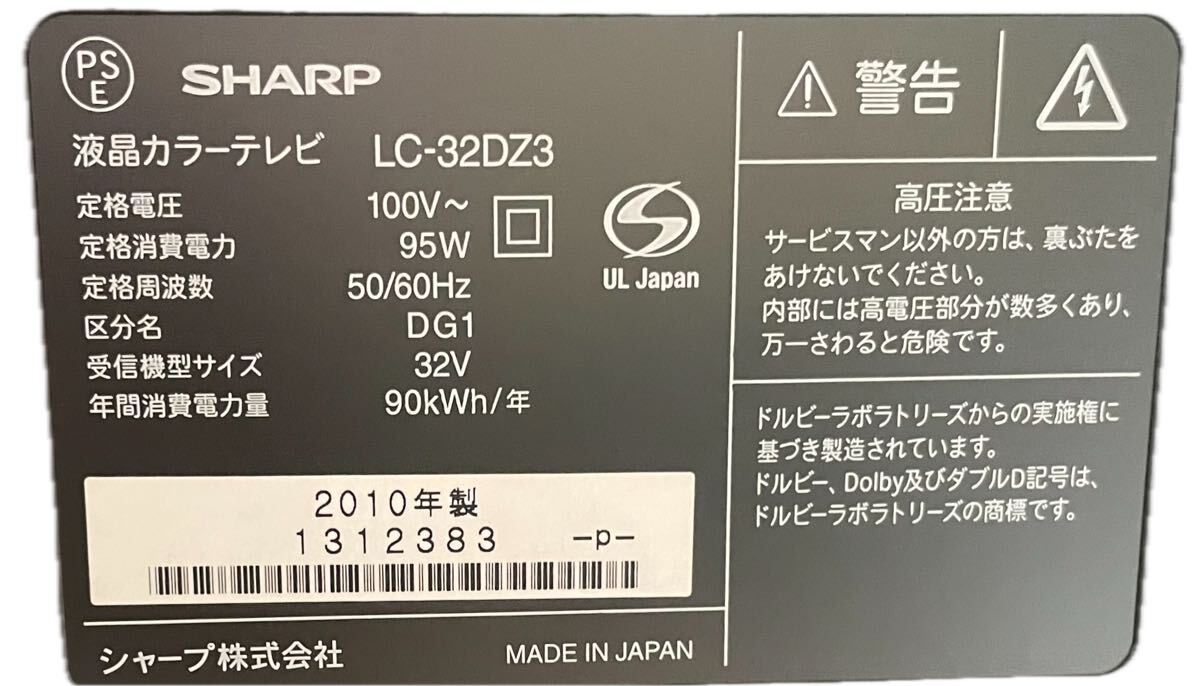 PSE SHARP
液晶カラーテレビ LC-32DZ3
定格電圧 100V~
定格消費電力 95W
定格周波数 50/60Hz
区分名 DG1
受信機型サイズ 32V
年間消費電力量 90kWh/年
UL Japan
2010年製
1312383 -p-
シャープ株式会社 MADE IN JAPAN
警告
高圧注意
サービスマン以外の方は、裏ぶたを
あけないでください。
内部には高電圧部分が数多くあり、
万一さわると危険です。
ドルビーラボラトリーズからの実施権に
基づき製造されています。
ドルビー、Dolby及びダブルD記号は、
ドルビーラボラトリーズの商標です。